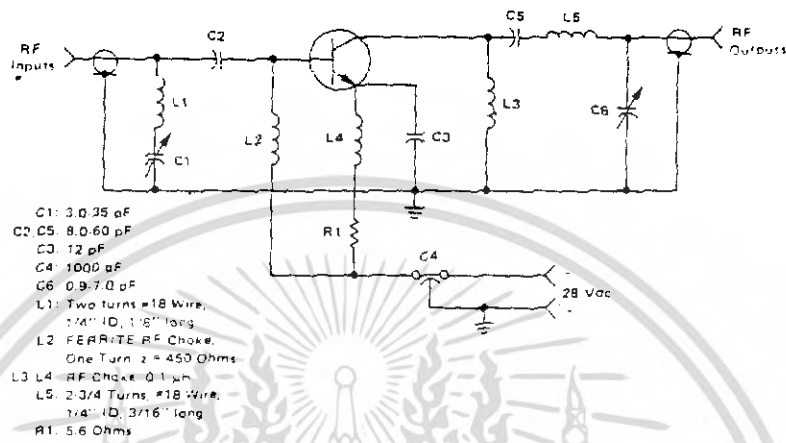 RF
Inputs
C2
C5
L5
RF
Outputs
L1
C1
L2
L4
C3
L3
C6
R1
C4
28 Vdc
C1: 3.0-35 pF
C2, C5: 8.0-60 pF
C3: 12 pF
C4: 1000 pF
C6: 0.9-7.0 pF
L1: Two turns #18 Wire,
1/4" ID, 1/8" long
L2: FERRITE RF Choke,
One Turn z = 450 Ohms
L3 L4: RF Choke 0.1 μh
L5: 2-3/4 Turns, #18 Wire,
1/4" ID, 3/16" long
R1: 5.6 Ohms